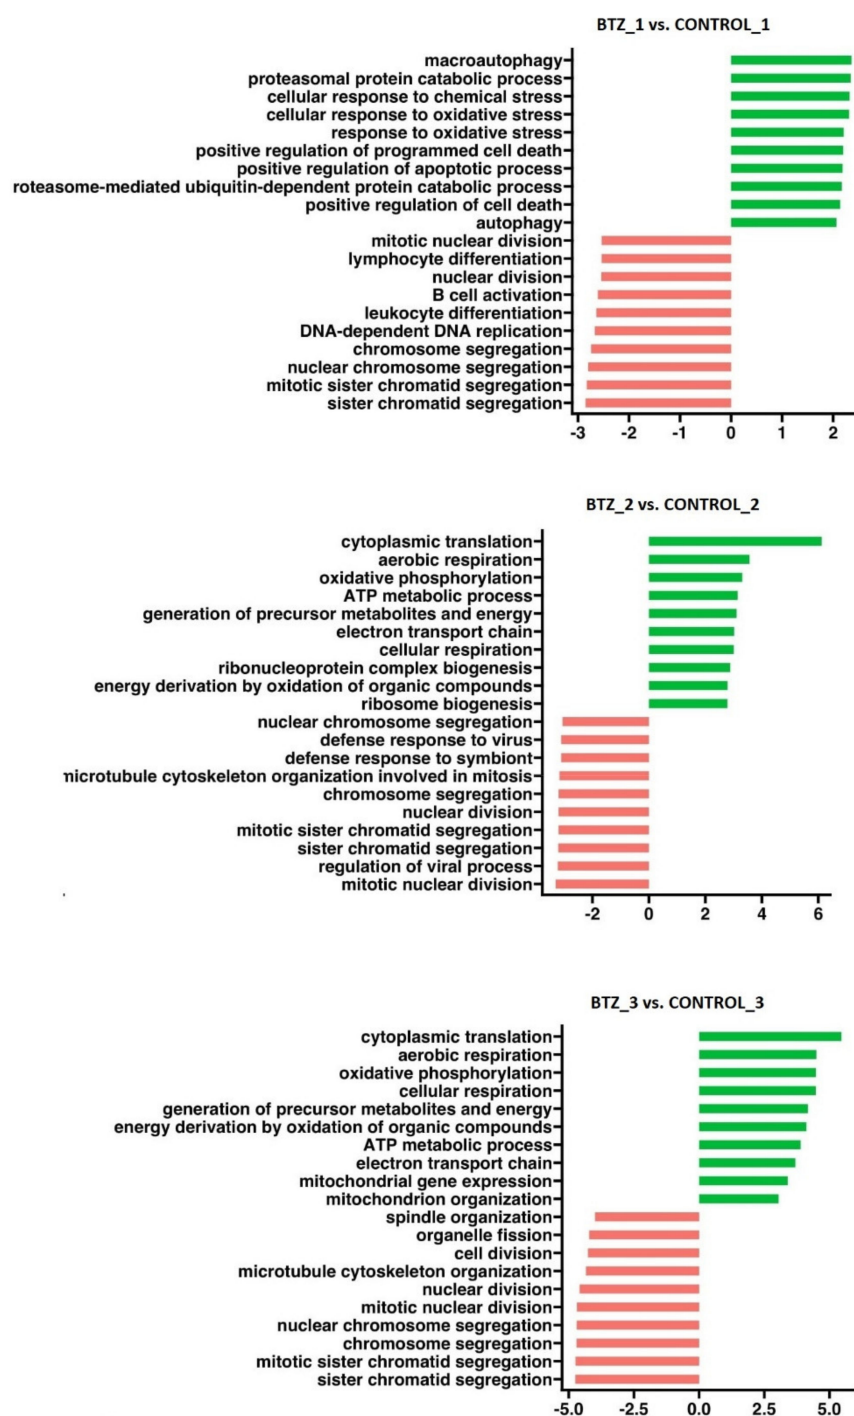 BTZ_1 vs. CONTROL_1
macroautophagy
proteasomal protein catabolic process
cellular response to chemical stress
cellular response to oxidative stress
response to oxidative stress
positive regulation of programmed cell death
positive regulation of apoptotic process
roteasome-mediated ubiquitin-dependent protein catabolic process
positive regulation of cell death
autophagy
mitotic nuclear division
lymphocyte differentiation
nuclear division
B cell activation
leukocyte differentiation
DNA-dependent DNA replication
chromosome segregation
nuclear chromosome segregation
mitotic sister chromatid segregation
sister chromatid segregation
-3 -2 -1 0 1 2
BTZ_2 vs. CONTROL_2
cytoplasmic translation
aerobic respiration
oxidative phosphorylation
ATP metabolic process
generation of precursor metabolites and energy
electron transport chain
cellular respiration
ribonucleoprotein complex biogenesis
energy derivation by oxidation of organic compounds
ribosome biogenesis
nuclear chromosome segregation
defense response to virus
defense response to symbiont
microtubule cytoskeleton organization involved in mitosis
chromosome segregation
nuclear division
mitotic sister chromatid segregation
sister chromatid segregation
regulation of viral process
mitotic nuclear division
-2 0 2 4 6
BTZ_3 vs. CONTROL_3
cytoplasmic translation
aerobic respiration
oxidative phosphorylation
cellular respiration
generation of precursor metabolites and energy
energy derivation by oxidation of organic compounds
ATP metabolic process
electron transport chain
mitochondrial gene expression
mitochondrion organization
spindle organization
organelle fission
cell division
microtubule cytoskeleton organization
nuclear division
mitotic nuclear division
nuclear chromosome segregation
chromosome segregation
mitotic sister chromatid segregation
sister chromatid segregation
-5.0 -2.5 0.0 2.5 5.0